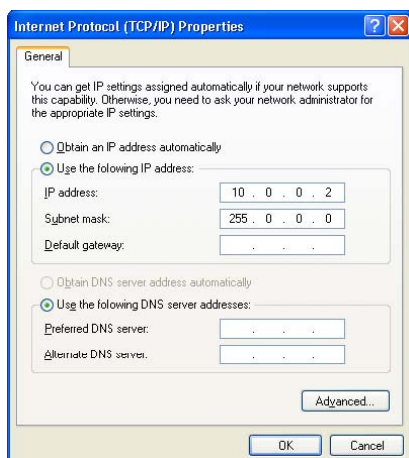 Internet Protocol (TCP/IP) Properties
General
You can get IP settings assigned automatically if your network supports
this capability. Otherwise, you need to ask your network administrator for
the appropriate IP settings.
Obtain an IP address automatically
Use the following IP address:
IP address: 10 . 0 . 0 . 2
Subnet mask: 255 . 0 . 0 . 0
Default gateway: . . .
Obtain DNS server address automatically
Use the following DNS server addresses:
Preferred DNS server: . . .
Alternate DNS server: . . .
Advanced...
OK Cancel